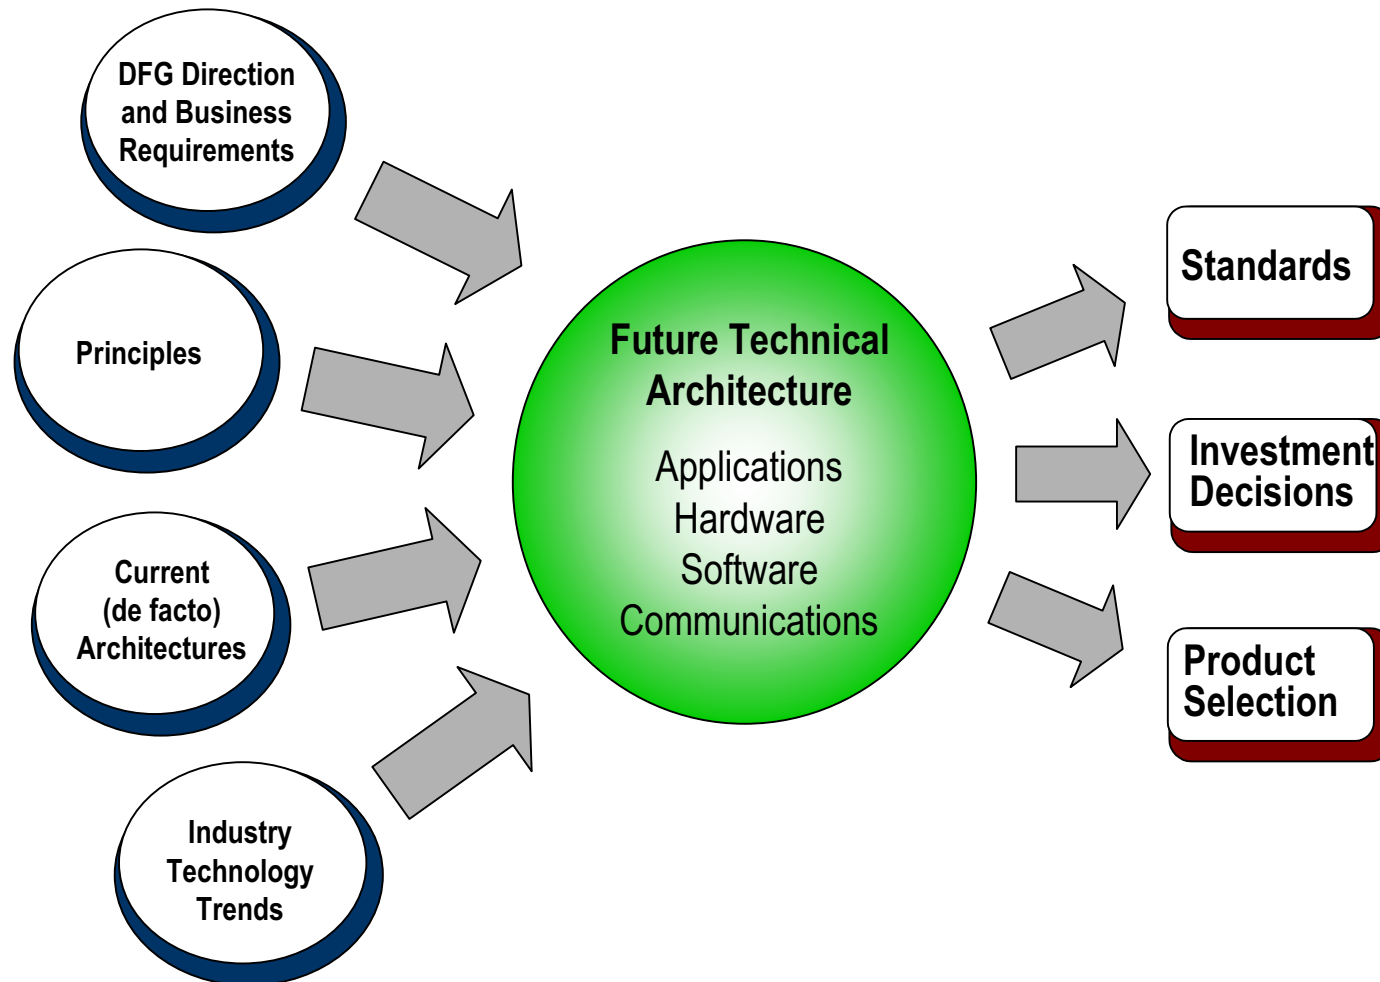 DFG Direction
and Business
Requirements
Principles
Current
(de facto)
Architectures
Industry
Technology
Trends
Future Technical
Architecture
Applications
Hardware
Software
Communications
Standards
Investment
Decisions
Product
Selection